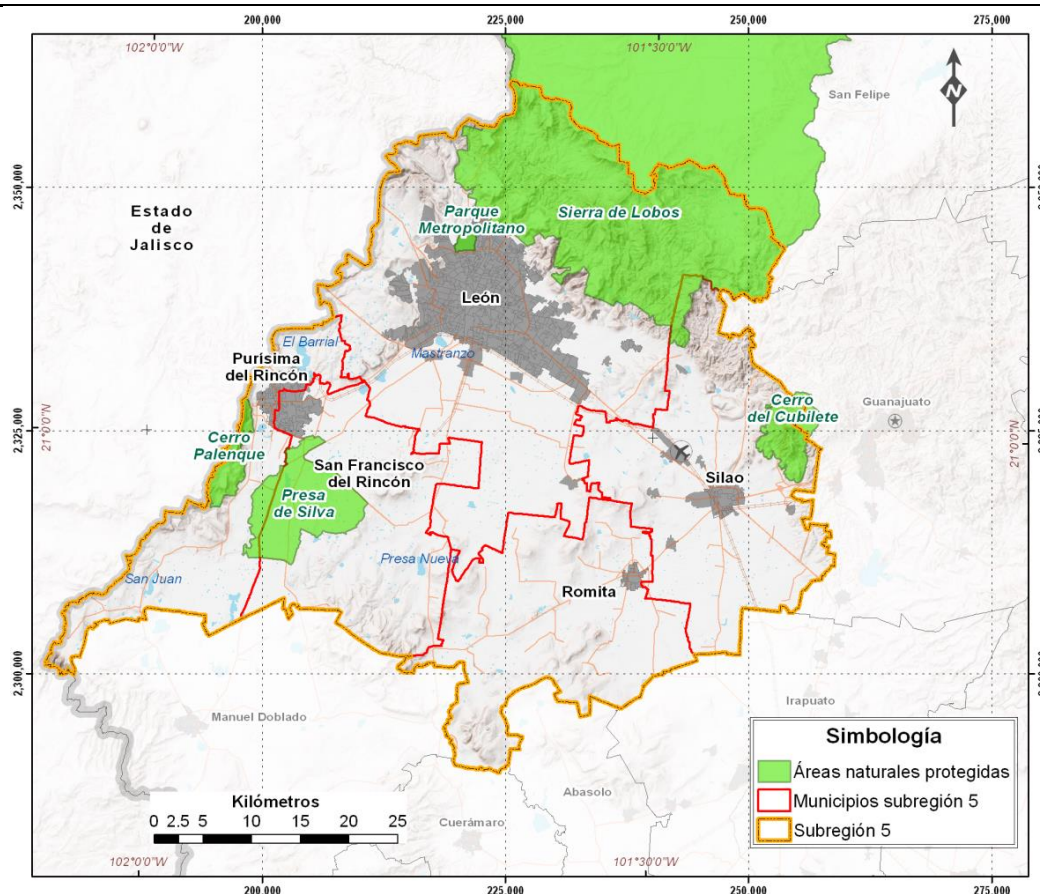 200,000 225,000 250,000 275,000
102°0'0"W 101°30'0"W
San Felipe
N
2,350,000
Estado
de
Jalisco
Parque
Metropolitano
Sierra de Lobos
León
El Barrial
Mastranzo
Purísima
del Rincón
Cerro
del Cubilete
Guanajuato
2,325,000
21°0'0"N
21°0'0"N
Cerro
Palenque
San Francisco
del Rincón
Silao
Presa
de Silva
Presa Nueva
San Juan
Romita
2,300,000
Manuel Doblado
Irapuato
Abasolo
Cuerámaro
Simbología
Áreas naturales protegidas
Municipios subregión 5
Subregión 5
Kilómetros
0 2.5 5 10 15 20 25
102°0'0"W 101°30'0"W
200,000 225,000 250,000 275,000